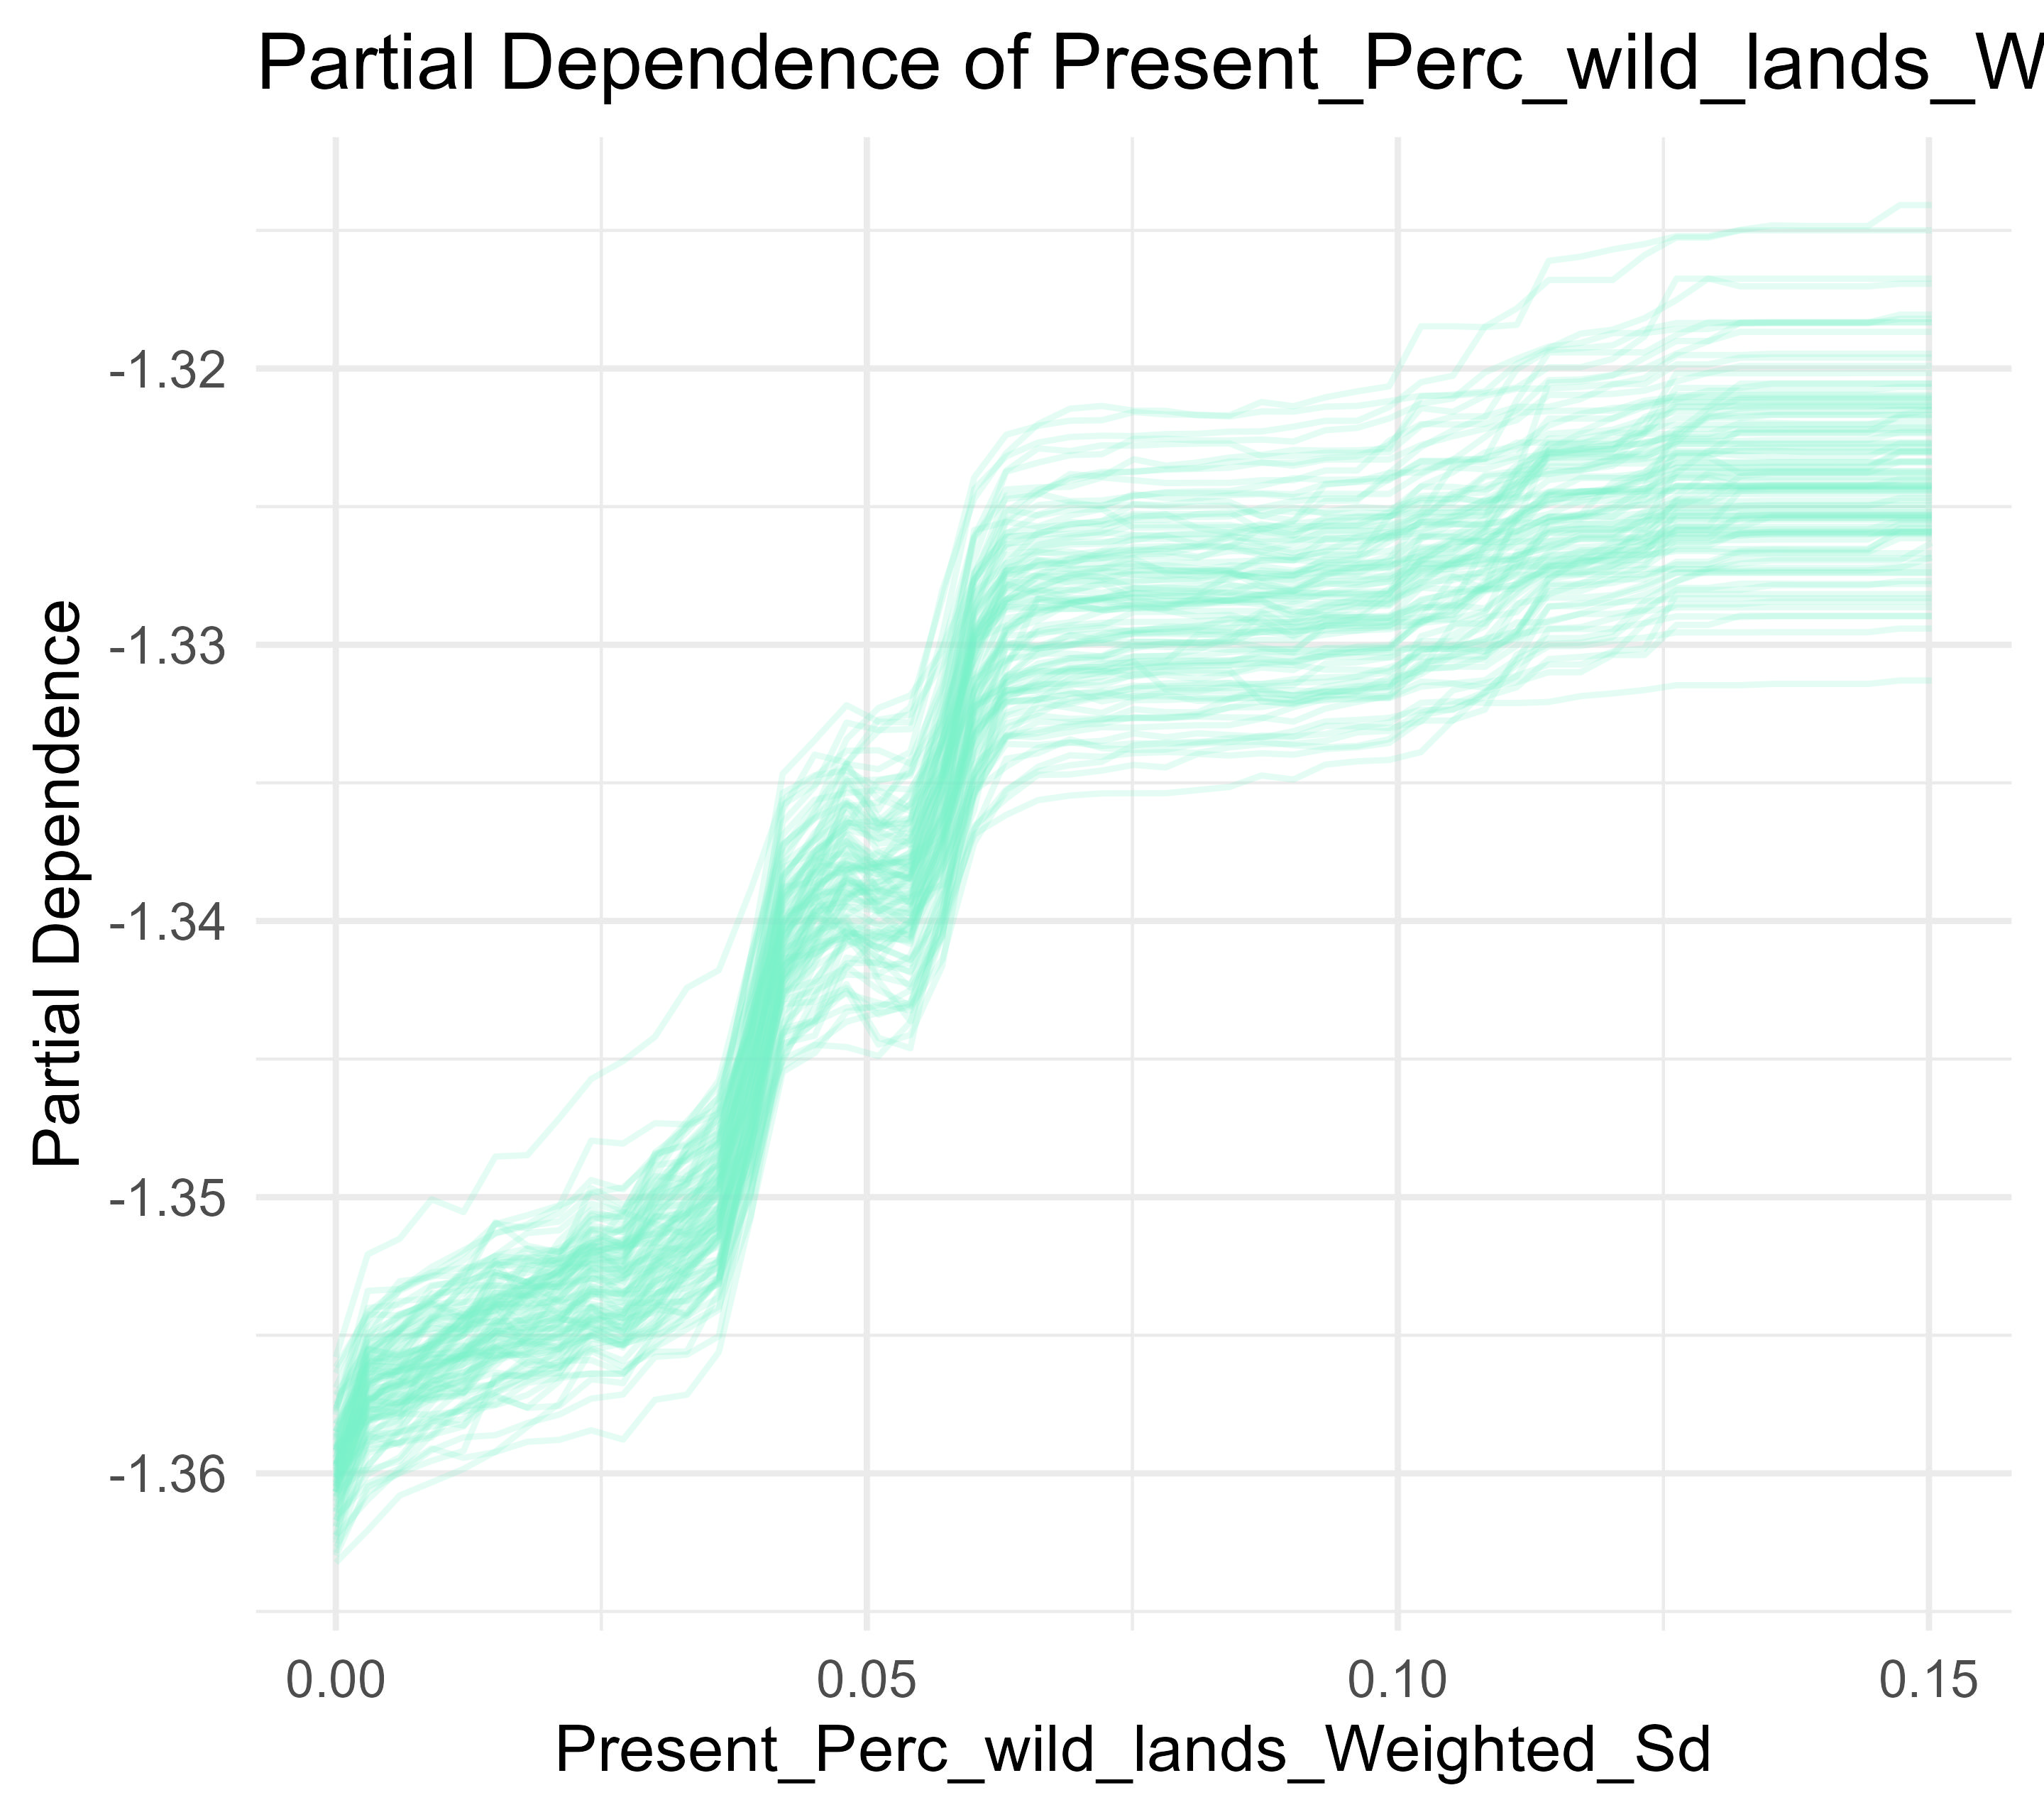 Partial Dependence of Present_Perc_wild_lands_W
Partial Dependence
-1.32
-1.33
-1.34
-1.35
-1.36
0.00 0.05 0.10 0.15
Present_Perc_wild_lands_Weighted_Sd